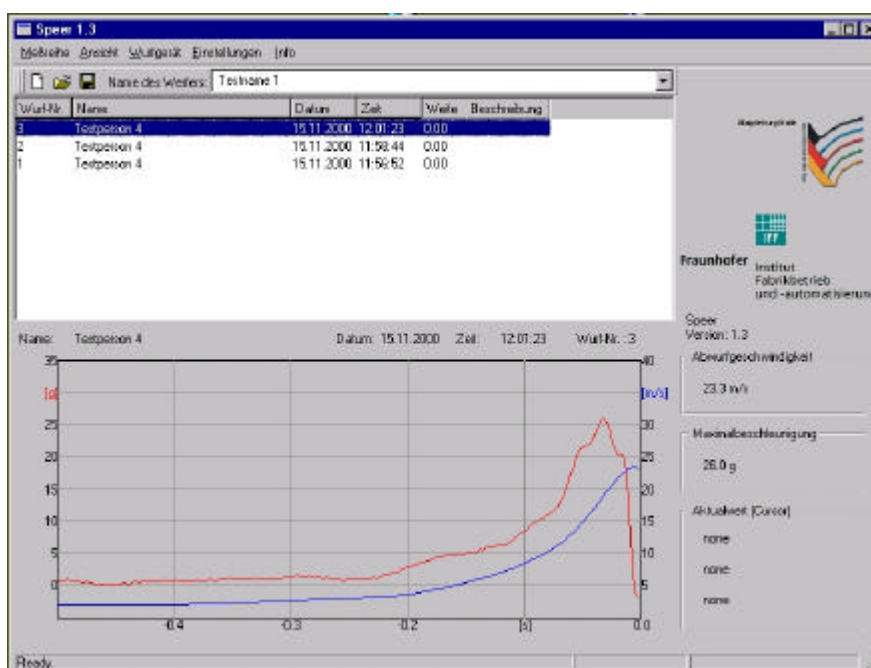 Speer 1.3
Meßreihe Ansicht Wurfgerät Einstellungen Info
Name des Werfers: Testname 1
Wurf-Nr. Name Datum Zeit Weite Beschreibung
3 Testperson 4 15.11.2000 12:01:23 0.00
2 Testperson 4 15.11.2000 11:58:44 0.00
1 Testperson 4 15.11.2000 11:56:52 0.00
IFF
Fraunhofer
Institut
Fabrikbetrieb
und -automatisierung
Speer
Version: 1.3
Name: Testperson 4 Datum: 15.11.2000 Zeit: 12:01:23 Wurf-Nr. :3
Abwurfgeschwindigkeit
23.3 m/s
Maximalbeschleunigung
26.0 g
Aktualwert (Cursor)
none
none
none
35
[g]
25
20
15
10
5
0
40
[m/s]
30
25
20
15
10
5
-0.4 -0.3 -0.2 [s] 0.0
Ready